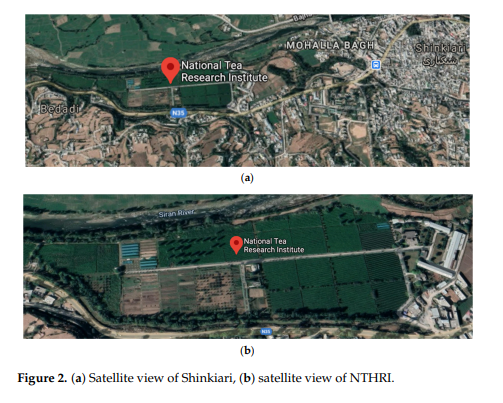 MOHALLA BAGH
Shinkiari
شنکیاری
National Tea
Research Institute
Bedadi
N35
(a)
Siran River
National Tea
Research Institute
N35
(b)
Figure 2. (a) Satellite view of Shinkiari, (b) satellite view of NTHRI.